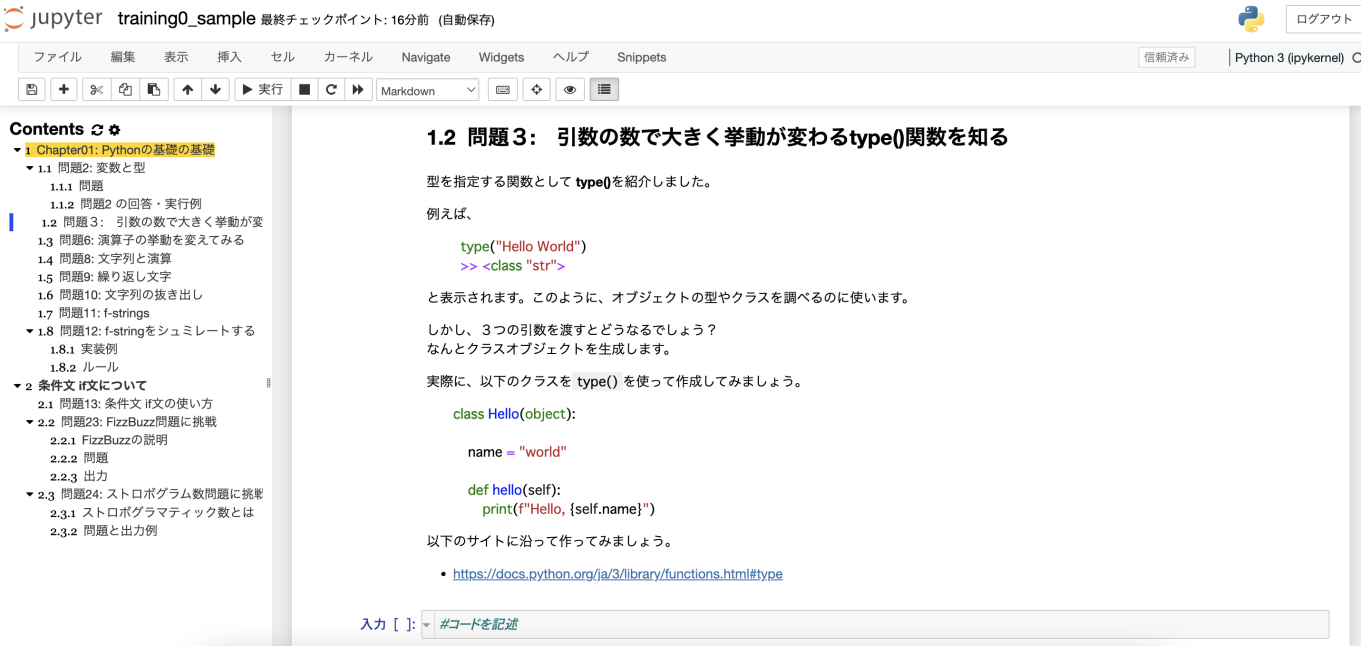 jupyter training0_sample 最終チェックポイント: 16分前 (自動保存) ログアウト
ファイル 編集 表示 挿入 セル カーネル Navigate Widgets ヘルプ Snippets 信頼済み Python 3 (ipykernel)
実行 Markdown
Contents
1 Chapter01: Pythonの基礎の基礎
1.1 問題2: 変数と型
1.1.1 問題
1.1.2 問題2 の回答・実行例
1.2 問題３: 引数の数で大きく挙動が変
1.3 問題6: 演算子の挙動を変えてみる
1.4 問題8: 文字列と演算
1.5 問題9: 繰り返し文字
1.6 問題10: 文字列の抜き出し
1.7 問題11: f-strings
1.8 問題12: f-stringをシュミレートする
1.8.1 実装例
1.8.2 ルール
2 条件文 if文について
2.1 問題13: 条件文 if文の使い方
2.2 問題23: FizzBuzz問題に挑戦
2.2.1 FizzBuzzの説明
2.2.2 問題
2.2.3 出力
2.3 問題24: ストロボグラム数問題に挑戦
2.3.1 ストロボグラマティック数とは
2.3.2 問題と出力例
1.2 問題３: 引数の数で大きく挙動が変わるtype()関数を知る
型を指定する関数として type()を紹介しました。
例えば、
type("Hello World")
>> <class "str">
と表示されます。このように、オブジェクトの型やクラスを調べるのに使います。
しかし、３つの引数を渡すとどうなるでしょう？
なんとクラスオブジェクトを生成します。
実際に、以下のクラスを type() を使って作成してみましょう。
class Hello(object):
name = "world"
def hello(self):
print(f"Hello, {self.name}")
以下のサイトに沿って作ってみましょう。
• https://docs.python.org/ja/3/library/functions.html#type
入力 [ ]: #コードを記述